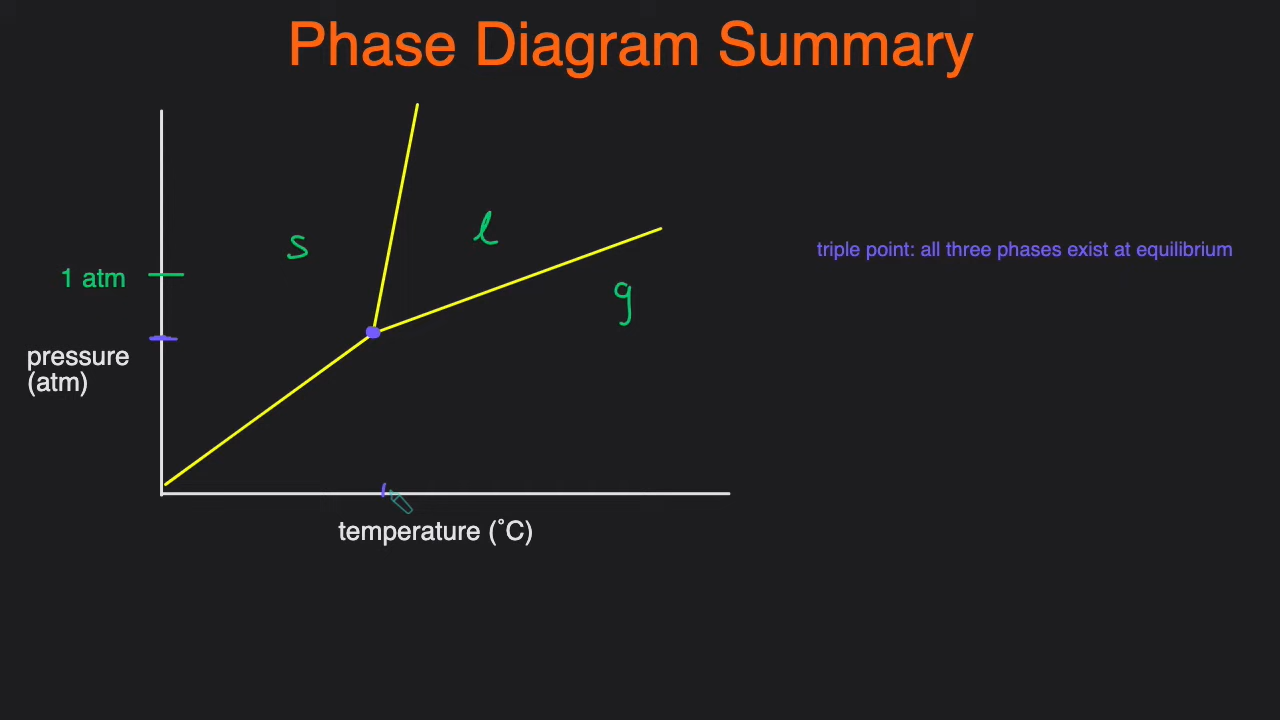 Phase Diagram Summary
s
l
triple point: all three phases exist at equilibrium
1 atm
g
pressure
(atm)
temperature (˚C)